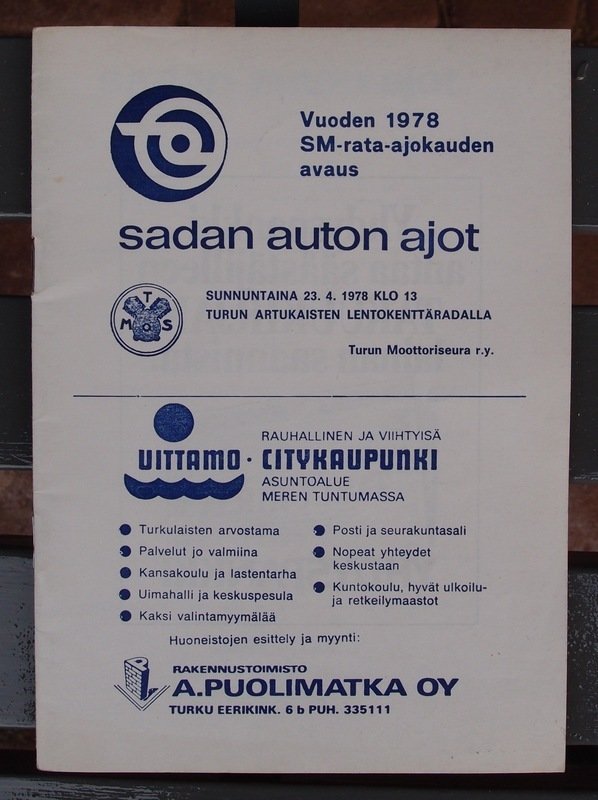 Vuoden 1978
SM-rata-ajokauden
avaus
sadan auton ajot
T
M S
SUNNUNTAINA 23. 4. 1978 KLO 13
TURUN ARTUKAISTEN LENTOKENTTÄRADALLA
Turun Moottoriseura r.y.
RAUHALLINEN JA VIIHTYISÄ
UITTAMO · CITYKAUPUNKI
ASUNTOALUE
MEREN TUNTUMASSA
Turkulaisten arvostama
Palvelut jo valmiina
Kansakoulu ja lastentarha
Uimahalli ja keskuspesula
Kaksi valintamyymälää
Posti ja seurakuntasali
Nopeat yhteydet
keskustaan
Kuntokoulu, hyvät ulkoilu-
ja retkeilymaastot
Huoneistojen esittely ja myynti:
RAKENNUSTOIMISTO
A.PUOLIMATKA OY
TURKU EERIKINK. 6 b PUH. 335111